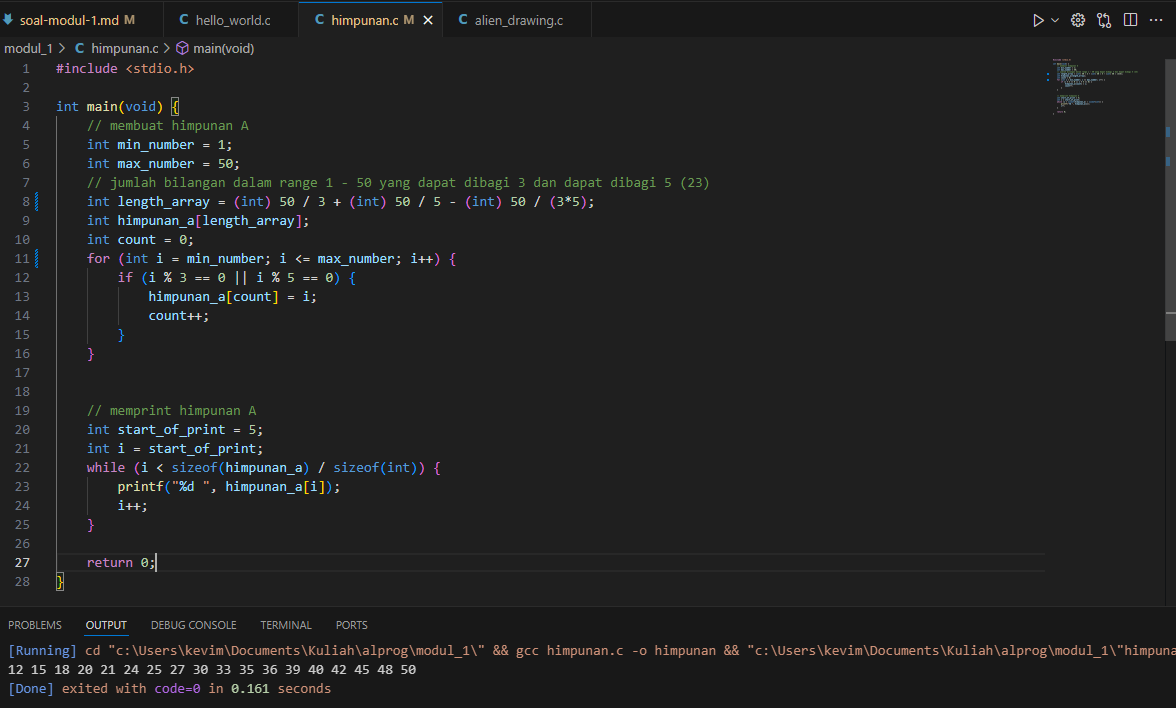 soal-modul-1.md M hello_world.c himpunan.c M alien_drawing.c
modul_1 > C himpunan.c > main(void)
1 #include <stdio.h>
2
3 int main(void) {
4 // membuat himpunan A
5 int min_number = 1;
6 int max_number = 50;
7 // jumlah bilangan dalam range 1 - 50 yang dapat dibagi 3 dan dapat dibagi 5 (23)
8 int length_array = (int) 50 / 3 + (int) 50 / 5 - (int) 50 / (3*5);
9 int himpunan_a[length_array];
10 int count = 0;
11 for (int i = min_number; i <= max_number; i++) {
12 if (i % 3 == 0 || i % 5 == 0) {
13 himpunan_a[count] = i;
14 count++;
15 }
16 }
17
18
19 // memprint himpunan A
20 int start_of_print = 5;
21 int i = start_of_print;
22 while (i < sizeof(himpunan_a) / sizeof(int)) {
23 printf("%d ", himpunan_a[i]);
24 i++;
25 }
26
27 return 0;
28 }
PROBLEMS OUTPUT DEBUG CONSOLE TERMINAL PORTS
[Running] cd "c:\Users\kevim\Documents\Kuliah\alprog\modul_1\" && gcc himpunan.c -o himpunan && "c:\Users\kevim\Documents\Kuliah\alprog\modul_1\"himpuna
12 15 18 20 21 24 25 27 30 33 35 36 39 40 42 45 48 50
[Done] exited with code=0 in 0.161 seconds